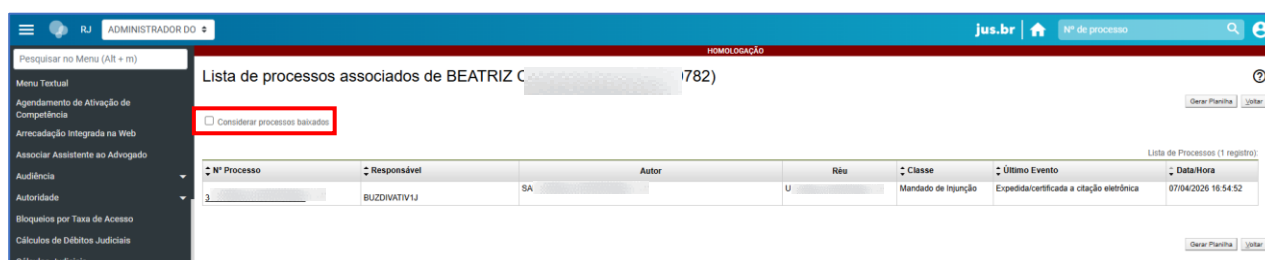 RJ ADMINISTRADOR DO jus.br Nº de processo
HOMOLOGAÇÃO
Pesquisar no Menu (Alt + m)
Menu Textual
Agendamento de Ativação de
Competência
Arrecadação Integrada na Web
Associar Assistente ao Advogado
Audiência
Autoridade
Bloqueios por Taxa de Acesso
Cálculos de Débitos Judiciais
Lista de processos associados de BEATRIZ 782)
Gerar Planilha Voltar
Considerar processos baixados
Lista de Processos (1 registro):
Nº Processo Responsável Autor Réu Classe Último Evento Data/Hora
3 BUZDIVATIV1J SA U Mandado de Injunção Expedida/certificada a citação eletrônica 07/04/2026 16:54:52
Gerar Planilha Voltar